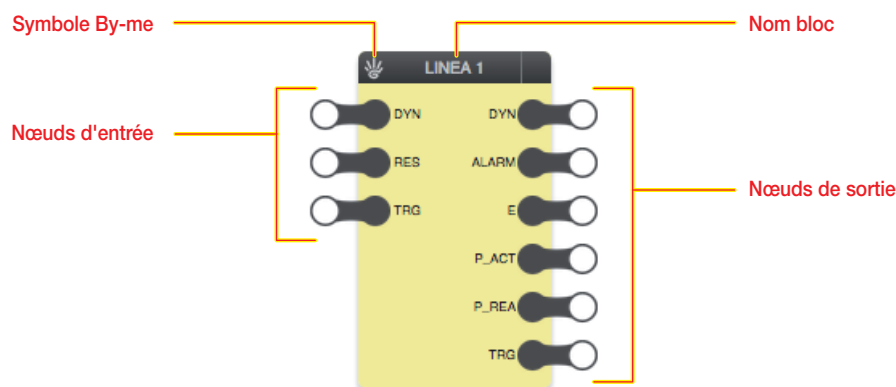 Symbole By-me
Nom bloc
LINEA 1
Nœuds d'entrée
DYN
RES
TRG
DYN
ALARM
E
P_ACT
P_REA
TRG
Nœuds de sortie